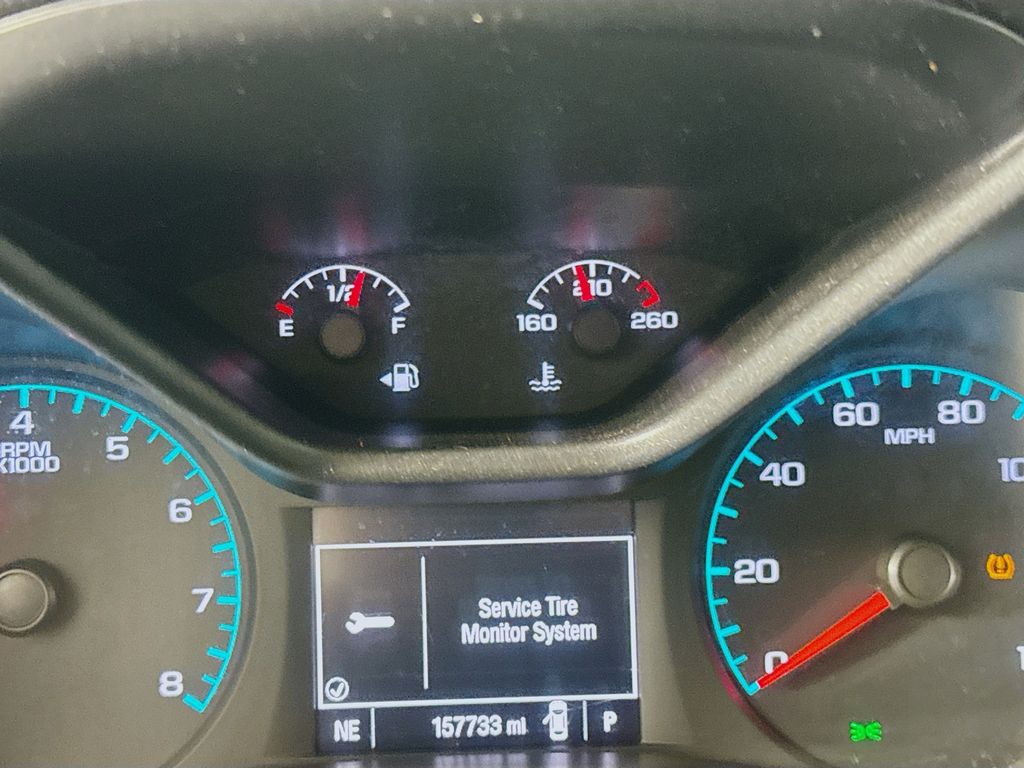 1/2
E
F
210
160
260
4
RPM
X1000
5
6
7
8
60
80
MPH
40
20
0
Service Tire
Monitor System
NE
157733 mi
P